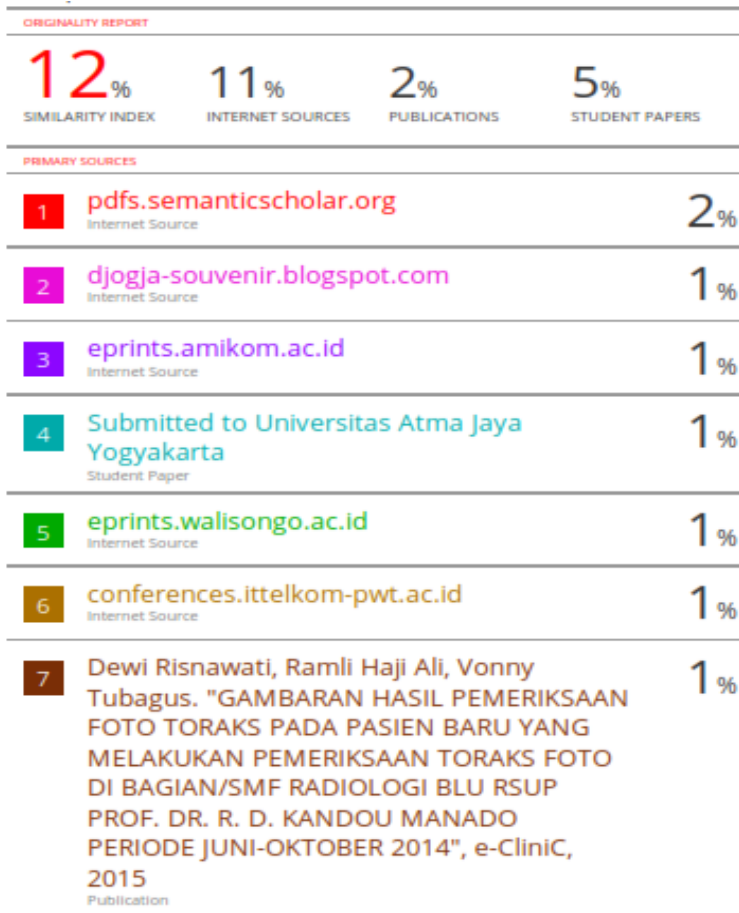 ORIGINALITY REPORT
12% 11% 2% 5%
SIMILARITY INDEX INTERNET SOURCES PUBLICATIONS STUDENT PAPERS
PRIMARY SOURCES
1 pdfs.semanticscholar.org 2%
Internet Source
2 djogja-souvenir.blogspot.com 1%
Internet Source
3 eprints.amikom.ac.id 1%
Internet Source
4 Submitted to Universitas Atma Jaya 1%
Yogyakarta
Student Paper
5 eprints.walisongo.ac.id 1%
Internet Source
6 conferences.ittelkom-pwt.ac.id 1%
Internet Source
7 Dewi Risnawati, Ramli Haji Ali, Vonny 1%
Tubagus. "GAMBARAN HASIL PEMERIKSAAN
FOTO TORAKS PADA PASIEN BARU YANG
MELAKUKAN PEMERIKSAAN TORAKS FOTO
DI BAGIAN/SMF RADIOLOGI BLU RSUP
PROF. DR. R. D. KANDOU MANADO
PERIODE JUNI-OKTOBER 2014", e-CliniC,
2015
Publication